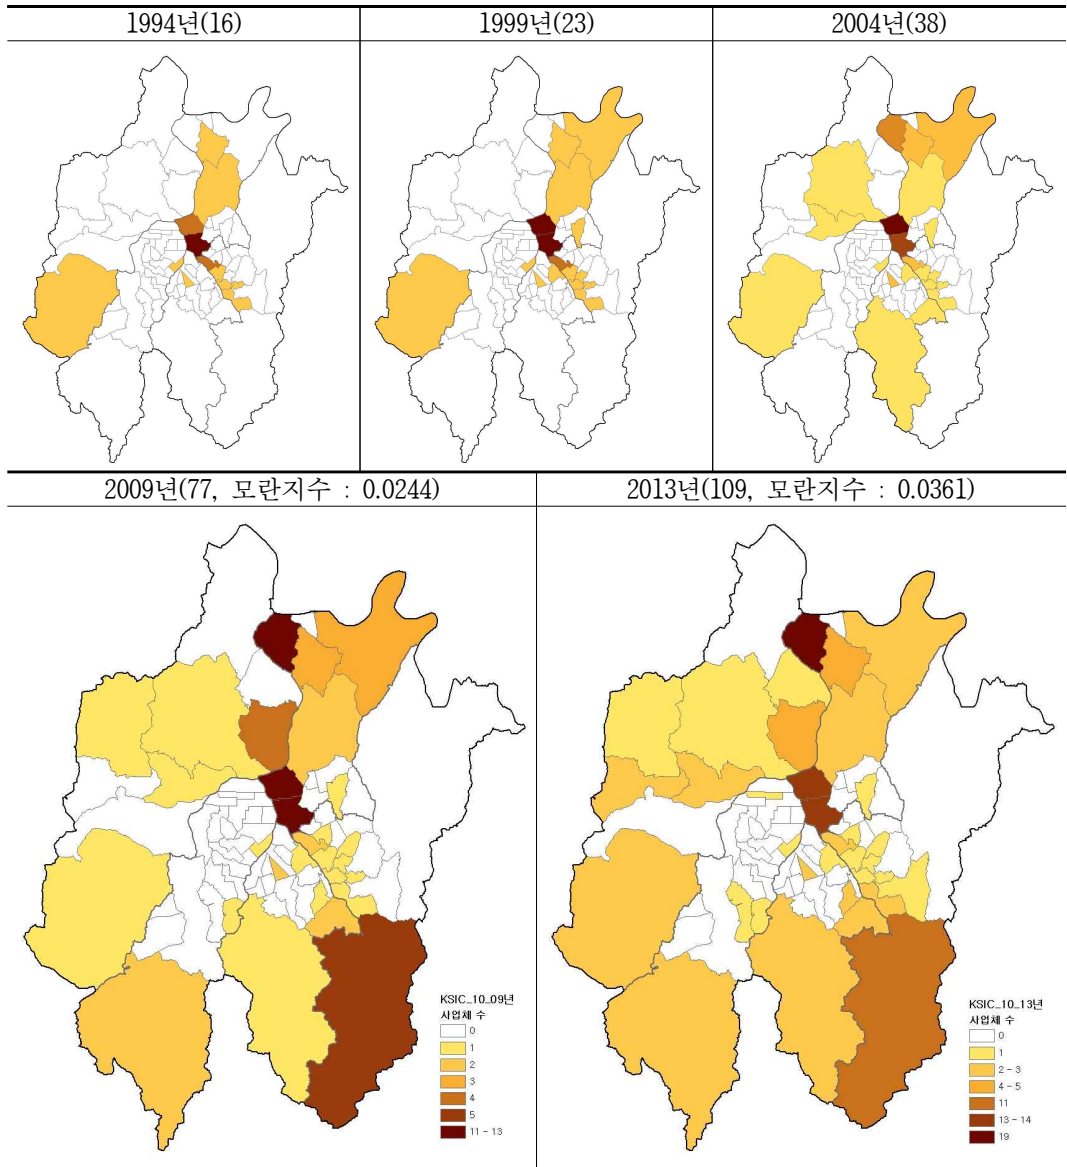 1994년(16)
1999년(23)
2004년(38)
2009년(77, 모란지수 : 0.0244)
2013년(109, 모란지수 : 0.0361)
KSIC_10_09년
사업체 수
0
1
2
3
4
5
11 - 13
KSIC_10_13년
사업체 수
0
1
2 - 3
4 - 5
11
13 - 14
19